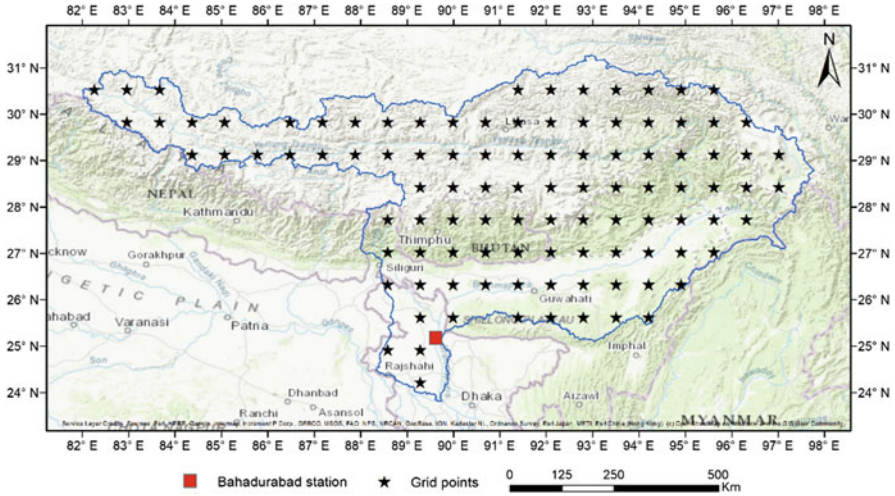 82° E 83° E 84° E 85° E 86° E 87° E 88° E 89° E 90° E 91° E 92° E 93° E 94° E 95° E 96° E 97° E 98° E
N
31° N 31° N
30° N 30° N
Lhasa
29° N 29° N
28° N NEPAL 28° N
Kathmandu
Thimphu BHUTAN
27° N cknow Gorakhpur 27° N
Siliguri
GETIC PLAIN
26° N Guwahati 26° N
ahabad Varanasi Patna SHILLONG PLATEAU
25° N Imphal 25° N
Son Rajshahi
24° N Dhanbad Dhaka Aizawl 24° N
Ranchi Asansol MYANMAR
82° E 83° E 84° E 85° E 86° E 87° E 88° E 89° E 90° E 91° E 92° E 93° E 94° E 95° E 96° E 97° E 98° E
Bahadurabad station Grid points 0 125 250 500
Km